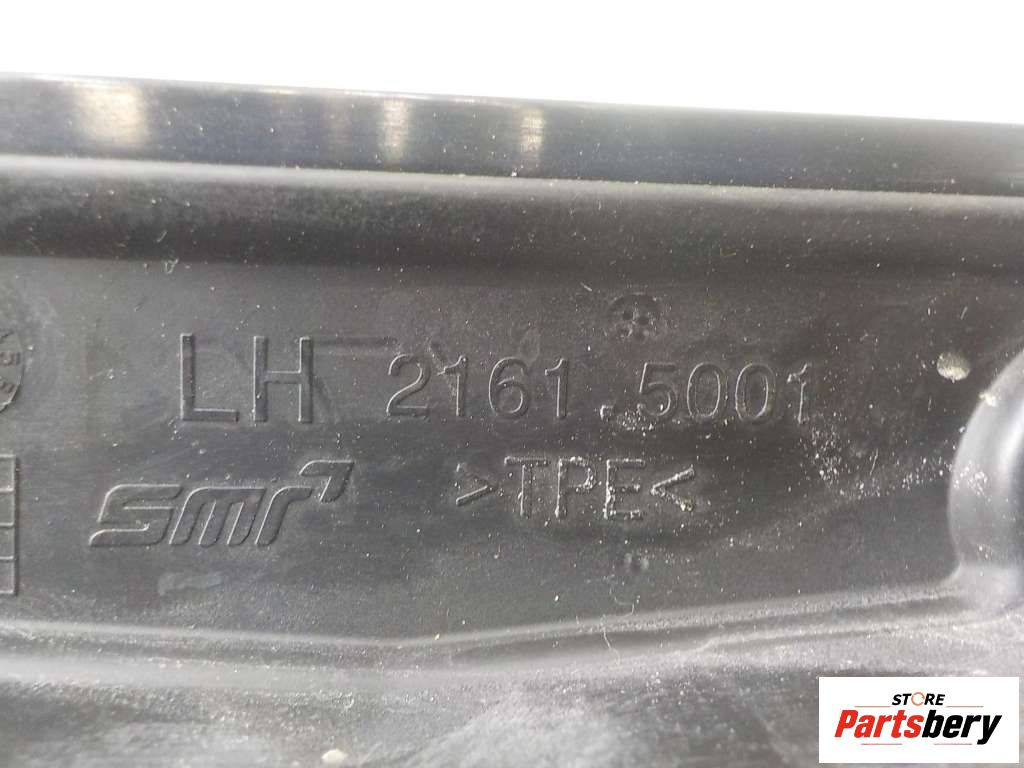 LH 2161.5001
smr >TPE<
STORE
Partsbery